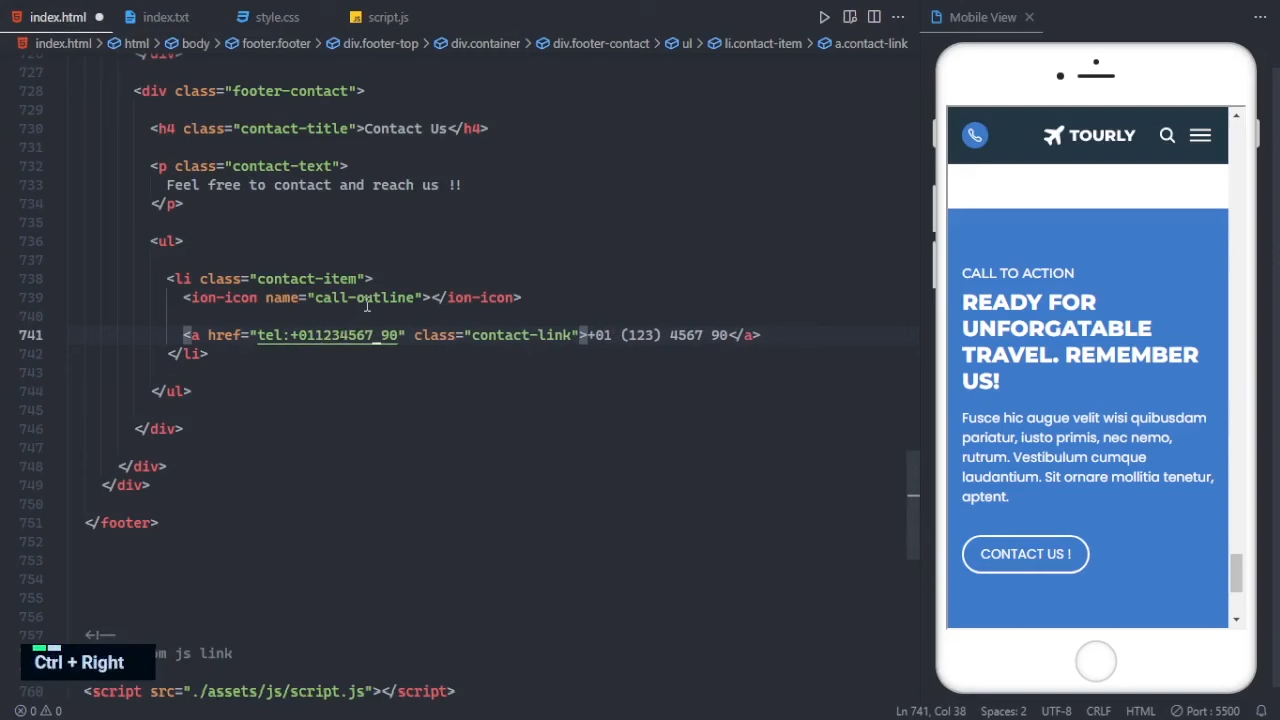 index.html
index.txt
style.css
script.js
Mobile View
index.html > html > body > footer.footer > div.footer-top > div.container > div.footer-contact > ul > li.contact-item > a.contact-link
727
728 <div class="footer-contact">
729
730 <h4 class="contact-title">Contact Us</h4>
731
732 <p class="contact-text">
733 Feel free to contact and reach us !!
734 </p>
735
736 <ul>
737
738 <li class="contact-item">
739 <ion-icon name="call-outline"></ion-icon>
740
741 <a href="tel:+011234567 90" class="contact-link">+01 (123) 4567 90</a>
742 </li>
743
744 </ul>
745
746 </div>
747
748 </div>
749 </div>
750
751 </footer>
752
753
754
755
756
757 <!--
om js link
760 <script src="./assets/js/script.js"></script>
Ctrl + Right
TOURLY
CALL TO ACTION
READY FOR
UNFORGATABLE
TRAVEL. REMEMBER
US!
Fusce hic augue velit wisi quibusdam
pariatur, iusto primis, nec nemo,
rutrum. Vestibulum cumque
laudantium. Sit ornare mollitia tenetur,
aptent.
CONTACT US !
0 0 Ln 741, Col 38 Spaces: 2 UTF-8 CRLF HTML Port : 5500